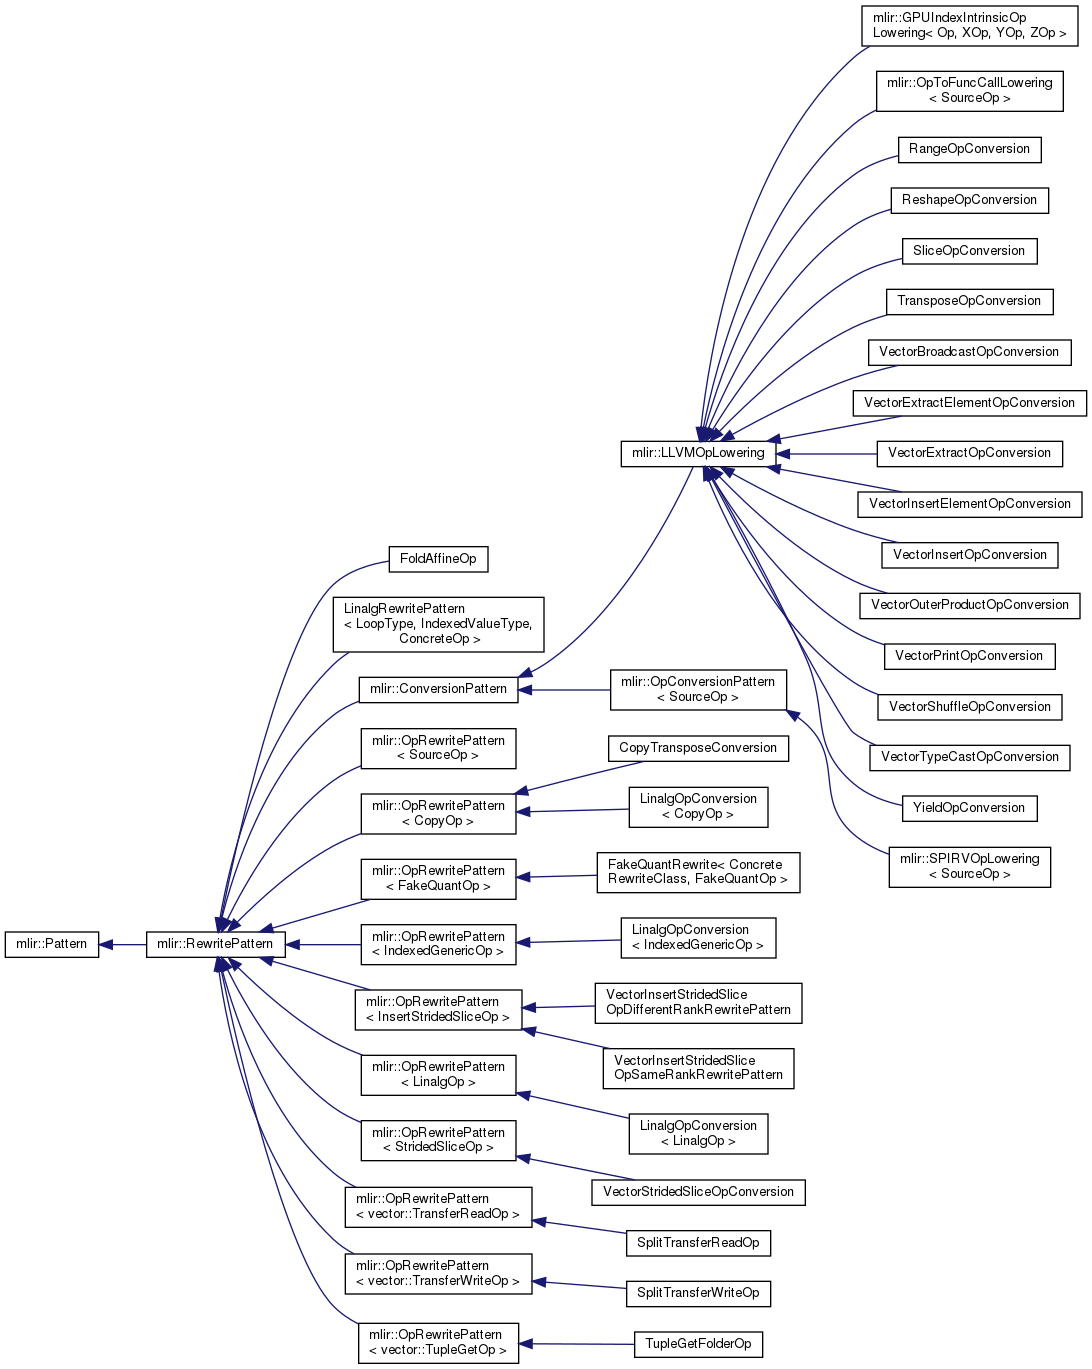 mlir::GPUIndexIntrinsicOp
Lowering< Op, XOp, YOp, ZOp >
mlir::OpToFuncCallLowering
< SourceOp >
RangeOpConversion
ReshapeOpConversion
SliceOpConversion
TransposeOpConversion
VectorBroadcastOpConversion
VectorExtractElementOpConversion
mlir::LLVMOpLowering
VectorExtractOpConversion
VectorInsertElementOpConversion
VectorInsertOpConversion
FoldAffineOp
VectorOuterProductOpConversion
LinalgRewritePattern
< LoopType, IndexedValueType,
ConcreteOp >
VectorPrintOpConversion
mlir::ConversionPattern
mlir::OpConversionPattern
< SourceOp >
VectorShuffleOpConversion
mlir::OpRewritePattern
< SourceOp >
CopyTransposeConversion
VectorTypeCastOpConversion
mlir::OpRewritePattern
< CopyOp >
LinalgOpConversion
< CopyOp >
YieldOpConversion
mlir::OpRewritePattern
< FakeQuantOp >
FakeQuantRewrite< Concrete
RewriteClass, FakeQuantOp >
mlir::SPIRVOpLowering
< SourceOp >
mlir::Pattern
mlir::RewritePattern
mlir::OpRewritePattern
< IndexedGenericOp >
LinalgOpConversion
< IndexedGenericOp >
mlir::OpRewritePattern
< InsertStridedSliceOp >
VectorInsertStridedSlice
OpDifferentRankRewritePattern
VectorInsertStridedSlice
OpSameRankRewritePattern
mlir::OpRewritePattern
< LinalgOp >
LinalgOpConversion
< LinalgOp >
mlir::OpRewritePattern
< StridedSliceOp >
VectorStridedSliceOpConversion
mlir::OpRewritePattern
< vector::TransferReadOp >
SplitTransferReadOp
mlir::OpRewritePattern
< vector::TransferWriteOp >
SplitTransferWriteOp
mlir::OpRewritePattern
< vector::TupleGetOp >
TupleGetFolderOp